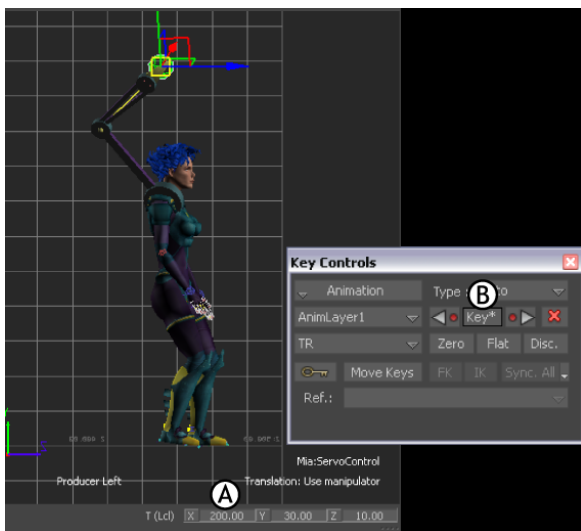 Key Controls
Animation
Type :
B
AnimLayer1
Key*
TR
Zero Flat Disc.
Move Keys FK IK Sync. All
Ref.:
Mia:ServoControl
Producer Left
A
Translation: Use manipulator
T (Lcl) X 200.00 Y 30.00 Z 10.00